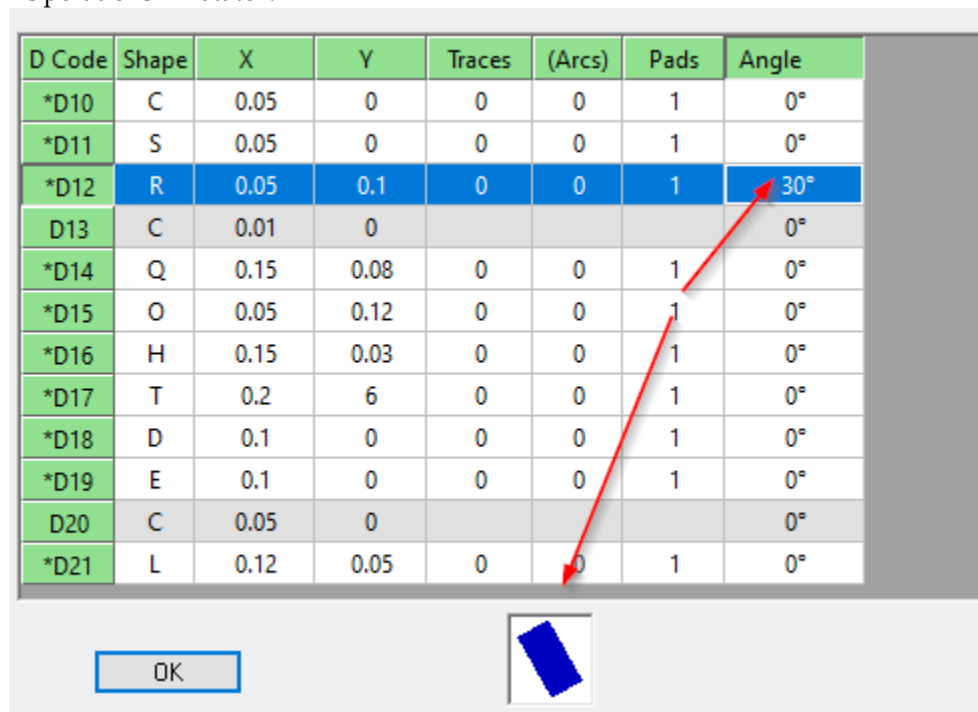 D Code Shape X Y Traces (Arcs) Pads Angle
*D10 C 0.05 0 0 0 1 0°
*D11 S 0.05 0 0 0 1 0°
*D12 R 0.05 0.1 0 0 1 30°
D13 C 0.01 0 0°
*D14 Q 0.15 0.08 0 0 1 0°
*D15 O 0.05 0.12 0 0 1 0°
*D16 H 0.15 0.03 0 0 1 0°
*D17 T 0.2 6 0 0 1 0°
*D18 D 0.1 0 0 0 1 0°
*D19 E 0.1 0 0 0 1 0°
D20 C 0.05 0 0°
*D21 L 0.12 0.05 0 0 1 0°
OK